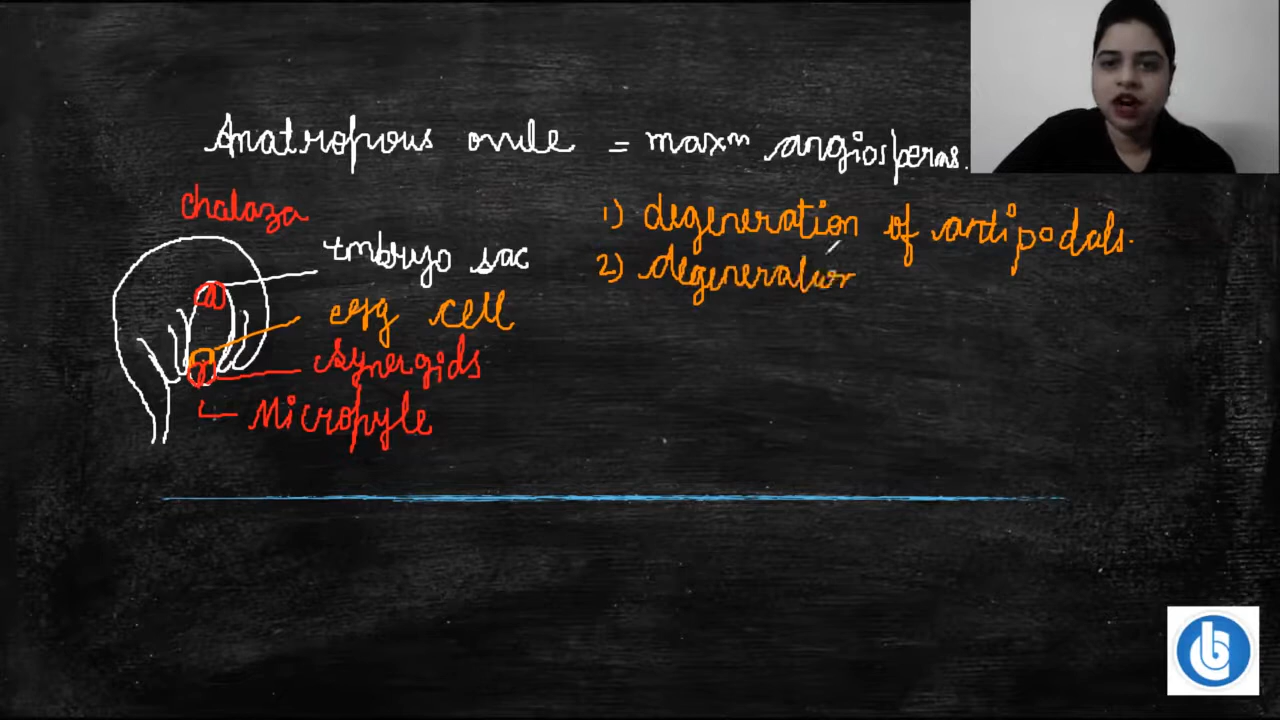 Anatropous ovule = maxm angiosperms.
chalaza
Embryo sac
egg cell
synergids
Micropyle
1) degeneration of antipodals.
2) degeneration